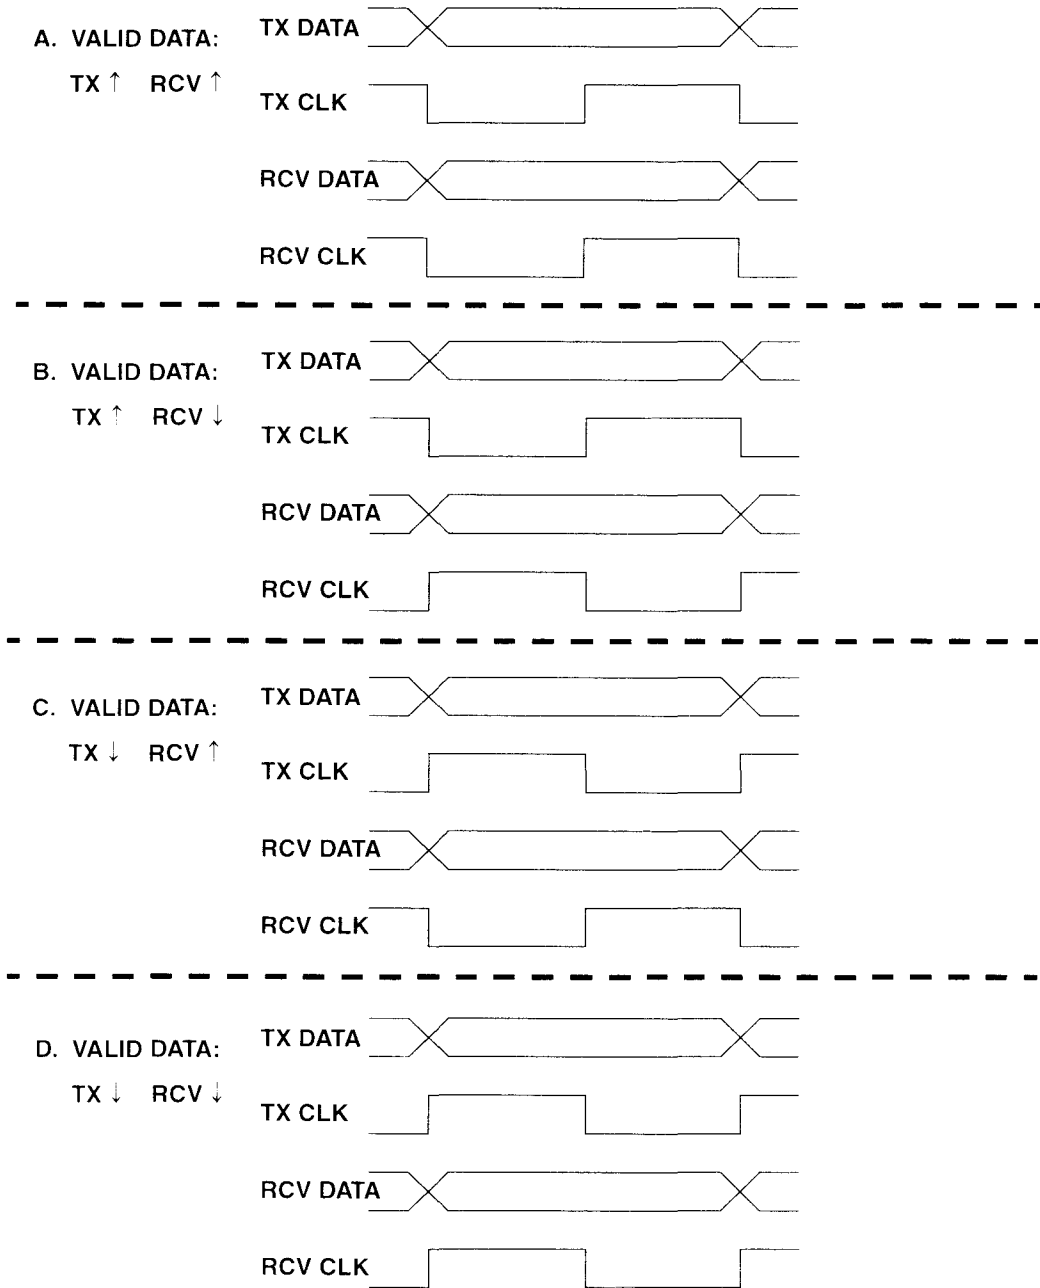 A. VALID DATA:
TX ↑ RCV ↑
TX DATA
TX CLK
RCV DATA
RCV CLK
B. VALID DATA:
TX ↑ RCV ↓
TX DATA
TX CLK
RCV DATA
RCV CLK
C. VALID DATA:
TX ↓ RCV ↑
TX DATA
TX CLK
RCV DATA
RCV CLK
D. VALID DATA:
TX ↓ RCV ↓
TX DATA
TX CLK
RCV DATA
RCV CLK